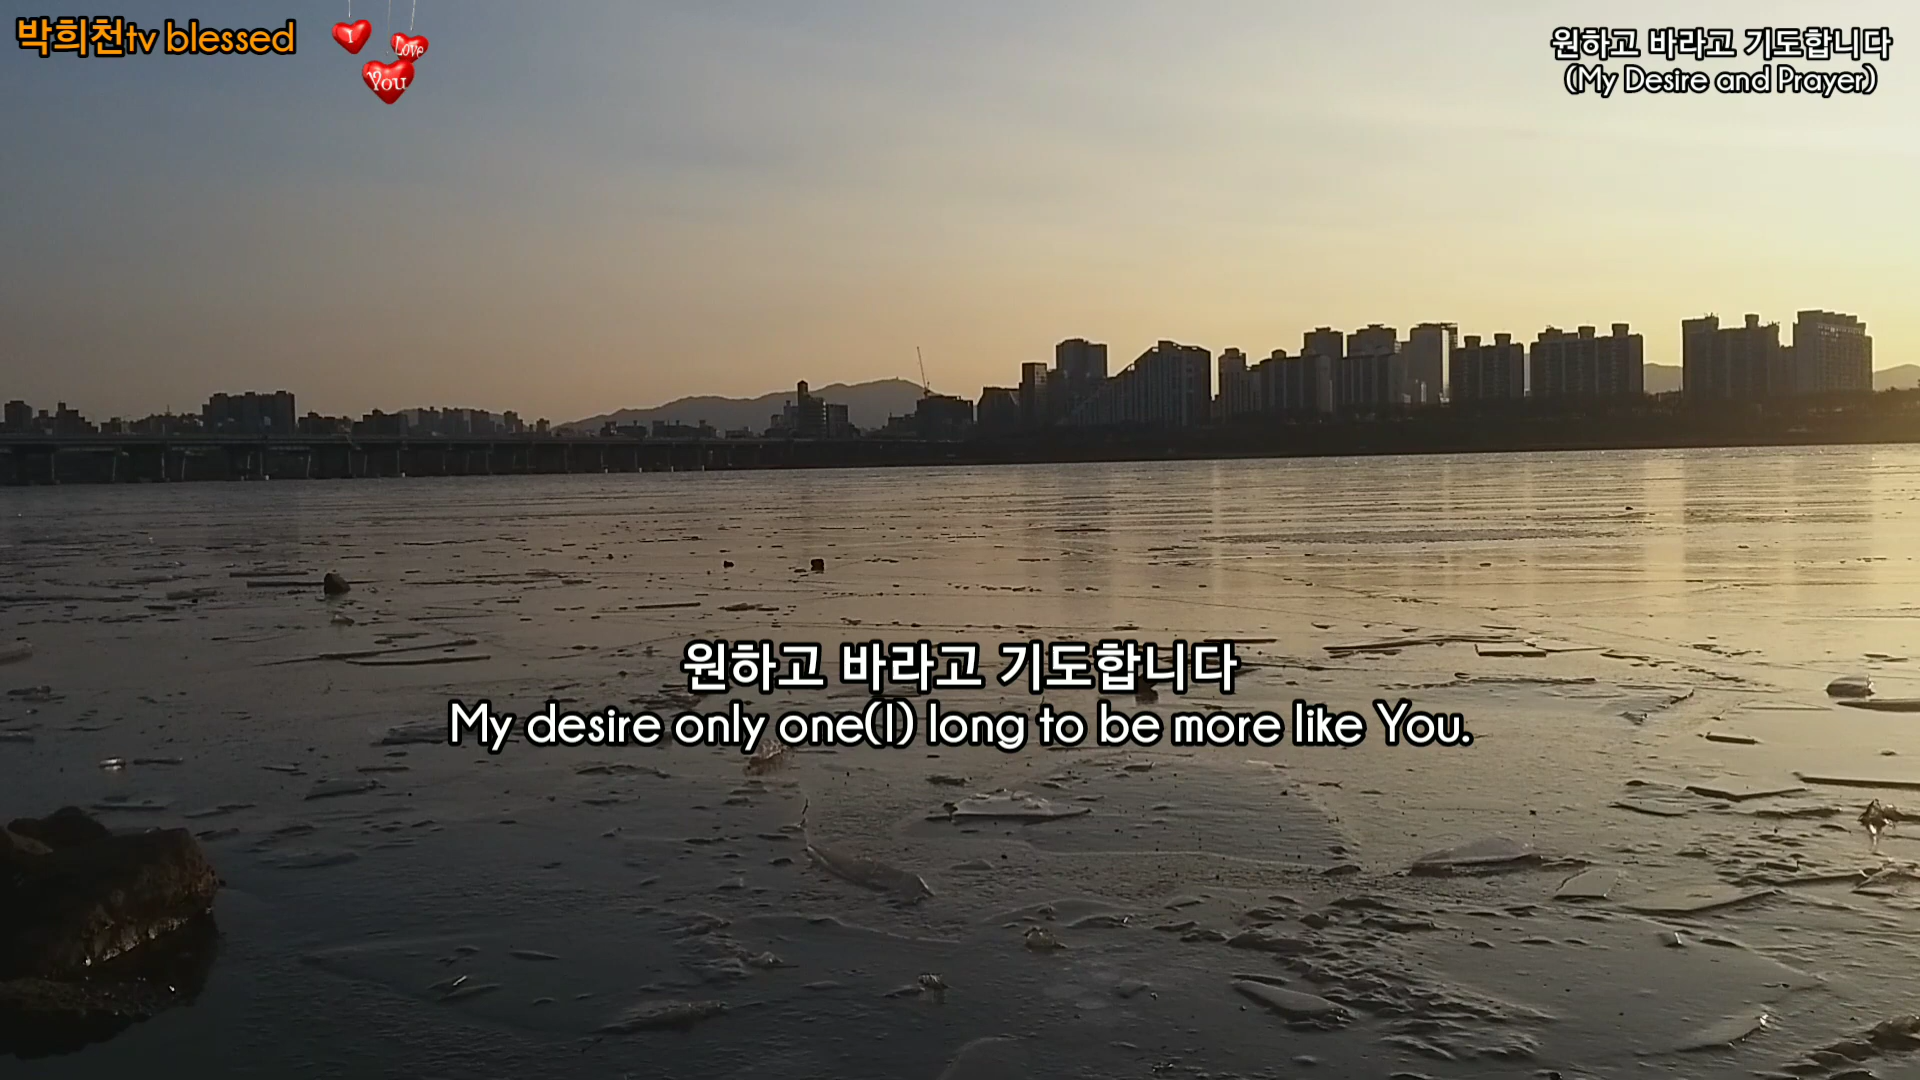 박희천tv blessed
I
Love
You
원하고 바라고 기도합니다
(My Desire and Prayer)
원하고 바라고 기도합니다
My desire only one(I) long to be more like You.